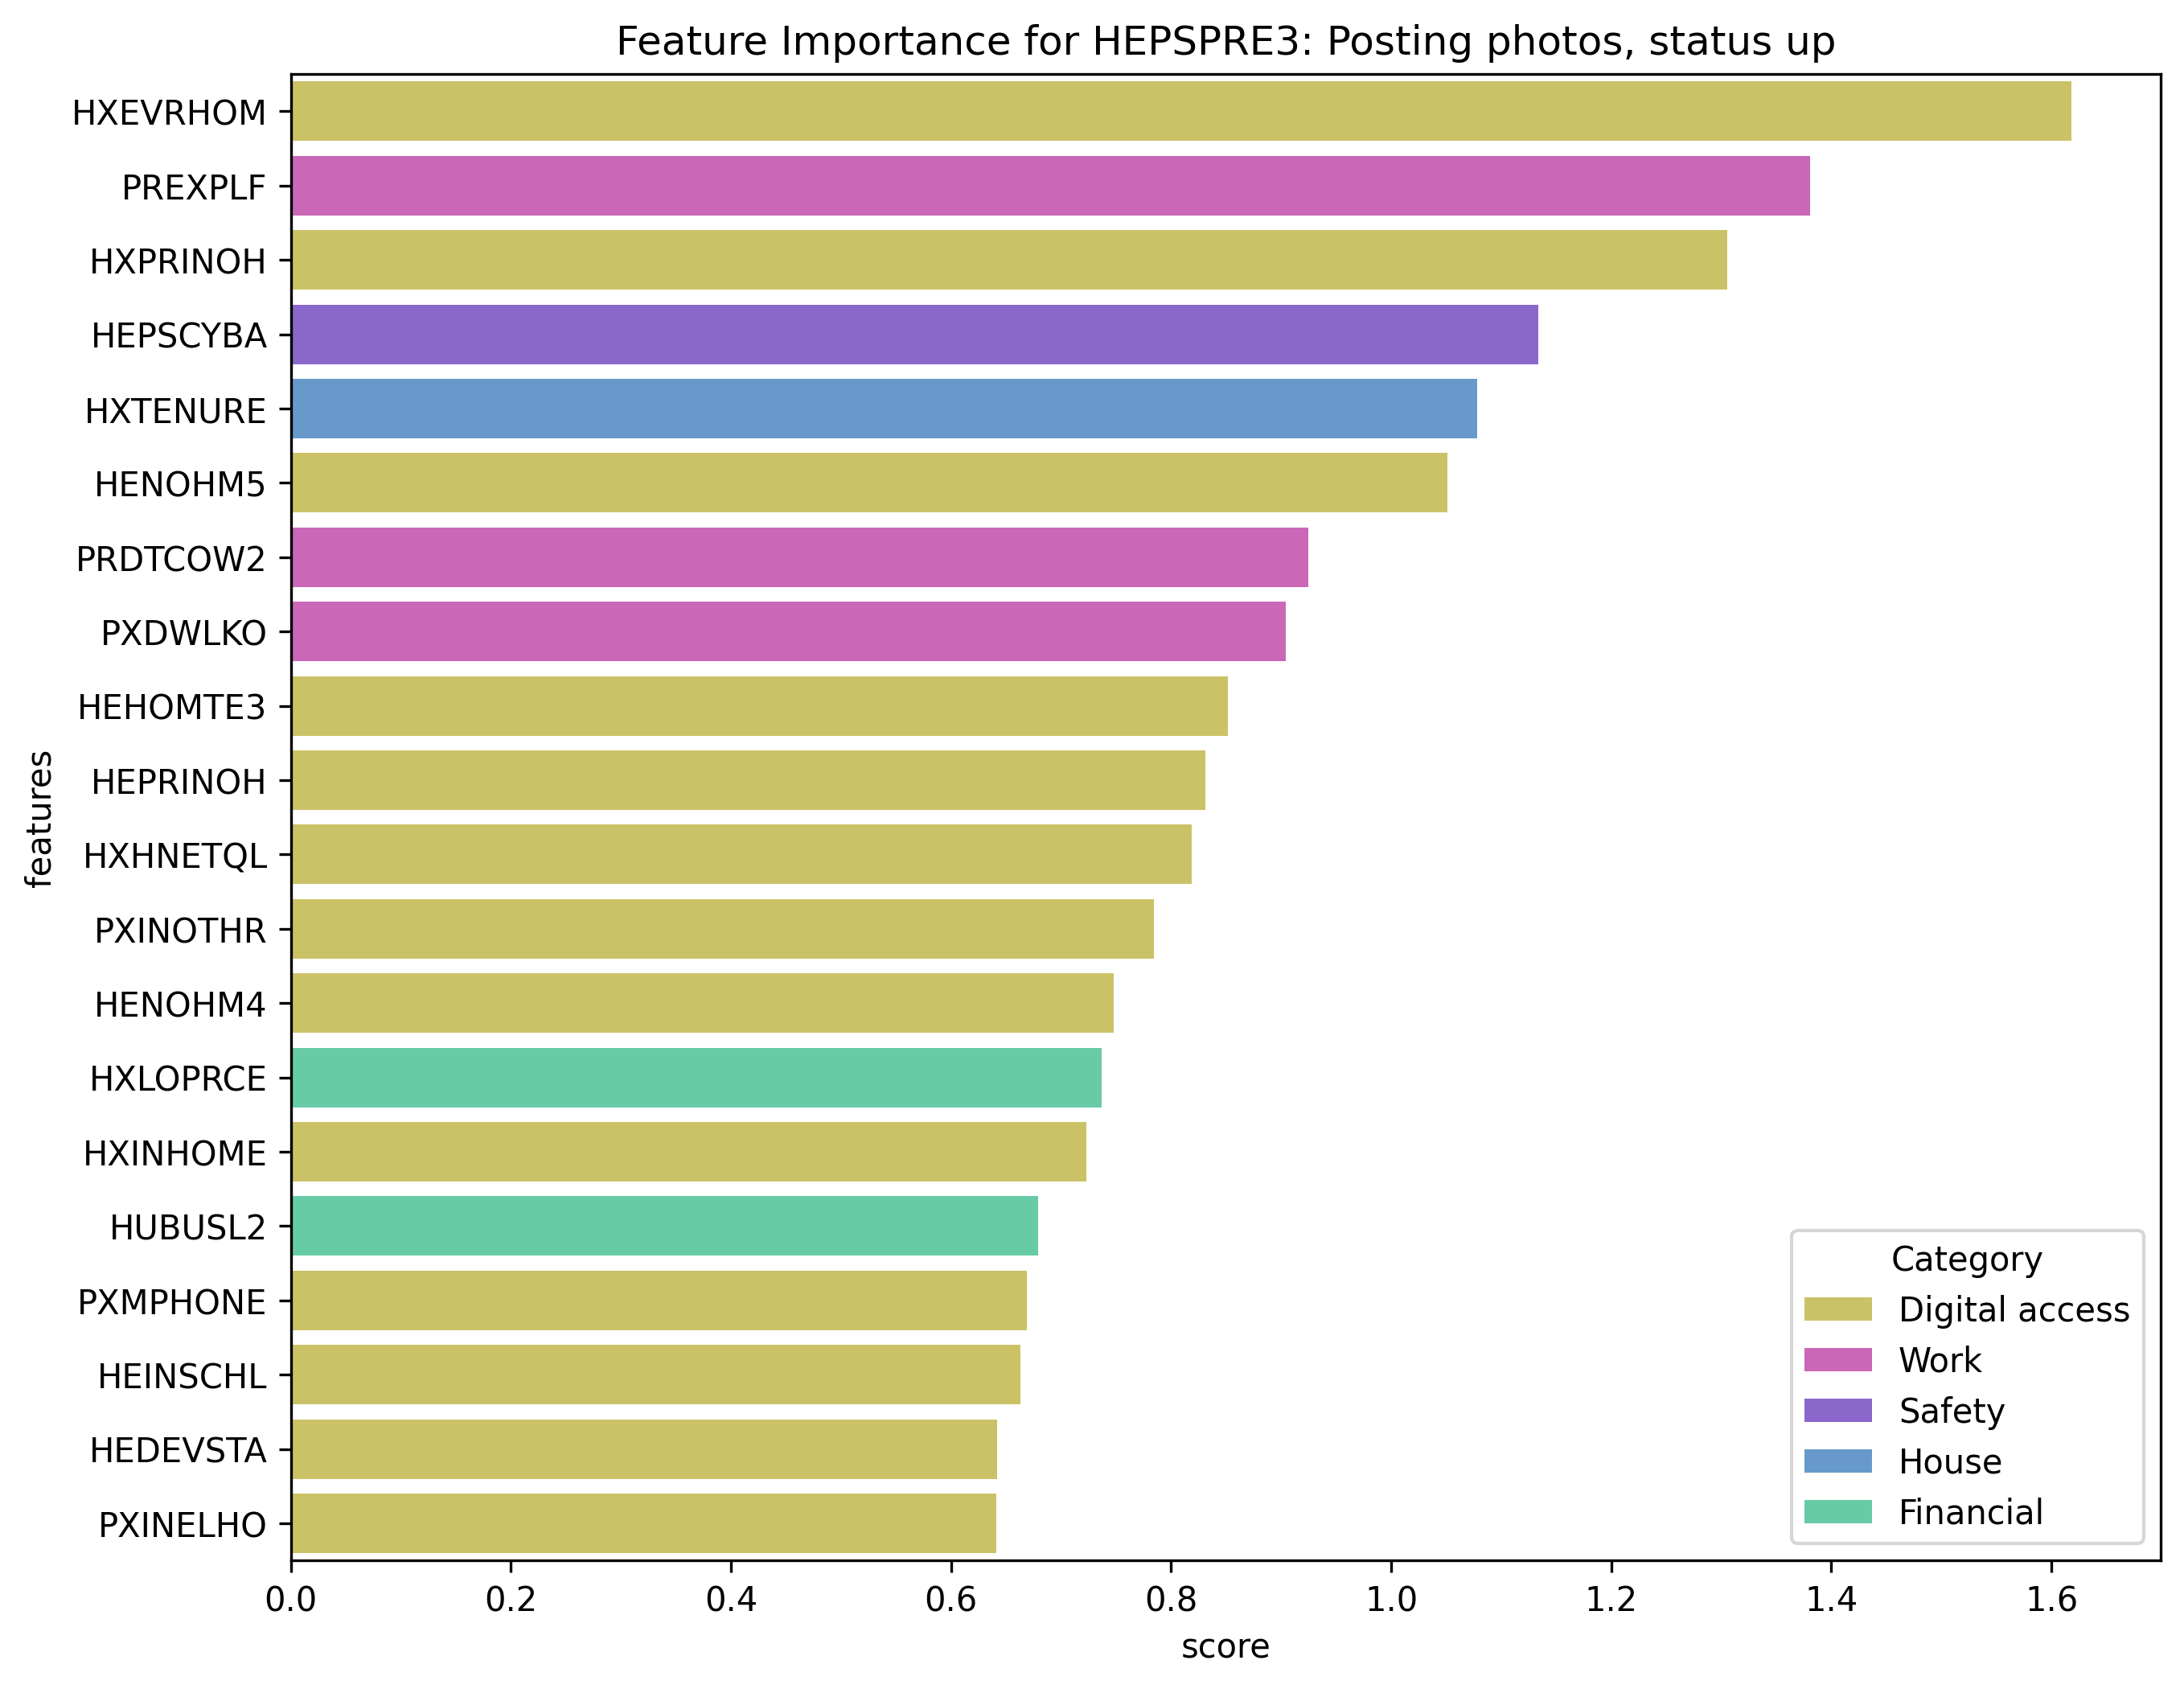 Feature Importance for HEPSPRE3: Posting photos, status up
HXEVRHOM
PREXPLF
HXPRINOH
HEPSCYBA
HXTENURE
HENOHM5
PRDTCOW2
PXDWLKO
HEHOMTE3
HEPRINOH
HXHNETQL
PXINOTHR
HENOHM4
HXLOPRCE
HXINHOME
HUBUSL2
PXMPHONE
HEINSCHL
HEDEVSTA
PXINELHO
features
Category
Digital access
Work
Safety
House
Financial
0.0 0.2 0.4 0.6 0.8 1.0 1.2 1.4 1.6
score